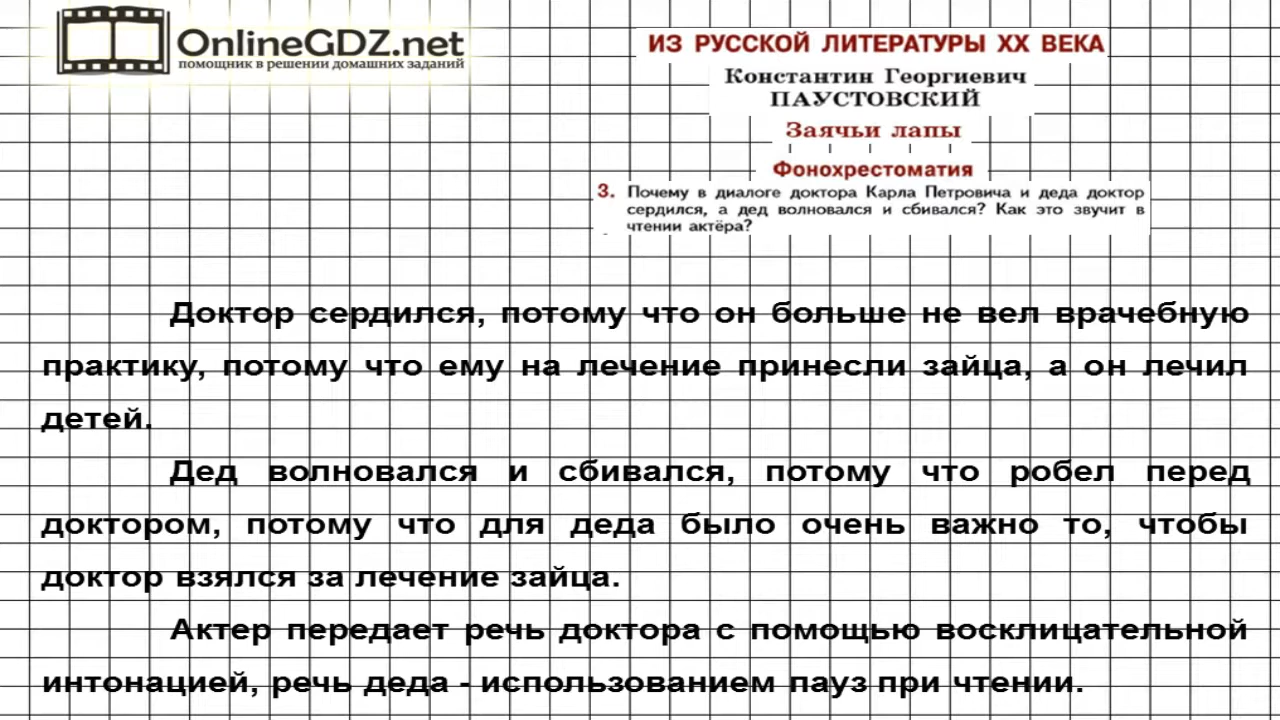 OnlineGDZ.net
помощник в решении домашних заданий
ИЗ РУССКОЙ ЛИТЕРАТУРЫ XX ВЕКА
Константин Георгиевич
ПАУСТОВСКИЙ
Заячьи лапы
Фонохрестоматия
3. Почему в диалоге доктора Карла Петровича и деда доктор
сердился, а дед волновался и сбивался? Как это звучит в
чтении актёра?
Доктор сердился, потому что он больше не вел врачебную
практику, потому что ему на лечение принесли зайца, а он лечил
детей.
Дед волновался и сбивался, потому что робел перед
доктором, потому что для деда было очень важно то, чтобы
доктор взялся за лечение зайца.
Актер передает речь доктора с помощью восклицательной
интонацией, речь деда - использованием пауз при чтении.